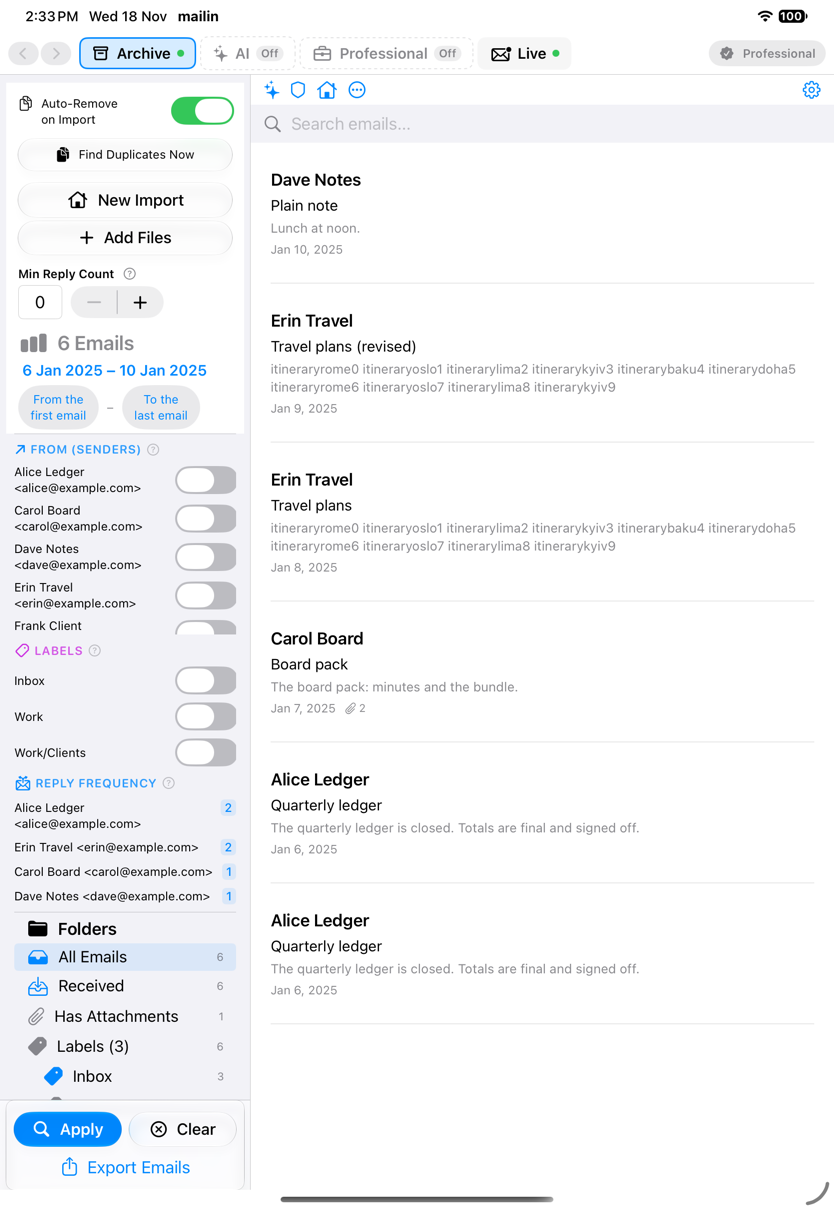 2:33 PM Wed 18 Nov mailin
100
Archive
AI Off
Professional Off
Live
Professional
Auto-Remove
on Import
Find Duplicates Now
New Import
Add Files
Min Reply Count ?
0
6 Emails
6 Jan 2025 – 10 Jan 2025
From the
first email
–
To the
last email
FROM (SENDERS) ?
Alice Ledger
<alice@example.com>
Carol Board
<carol@example.com>
Dave Notes
<dave@example.com>
Erin Travel
<erin@example.com>
Frank Client
LABELS ?
Inbox
Work
Work/Clients
REPLY FREQUENCY ?
Alice Ledger
<alice@example.com>
2
Erin Travel <erin@example.com> 2
Carol Board <carol@example.com> 1
Dave Notes <dave@example.com> 1
Folders
All Emails 6
Received 6
Has Attachments 1
Labels (3) 6
Inbox 3
Apply
Clear
Export Emails
Search emails...
Dave Notes
Plain note
Lunch at noon.
Jan 10, 2025
Erin Travel
Travel plans (revised)
itineraryrome0 itineraryoslo1 itinerarylima2 itinerarykyiv3 itinerarybaku4 itinerarydoha5
itineraryrome6 itineraryoslo7 itinerarylima8 itinerarykyiv9
Jan 9, 2025
Erin Travel
Travel plans
itineraryrome0 itineraryoslo1 itinerarylima2 itinerarykyiv3 itinerarybaku4 itinerarydoha5
itineraryrome6 itineraryoslo7 itinerarylima8 itinerarykyiv9
Jan 8, 2025
Carol Board
Board pack
The board pack: minutes and the bundle.
Jan 7, 2025 2
Alice Ledger
Quarterly ledger
The quarterly ledger is closed. Totals are final and signed off.
Jan 6, 2025
Alice Ledger
Quarterly ledger
The quarterly ledger is closed. Totals are final and signed off.
Jan 6, 2025